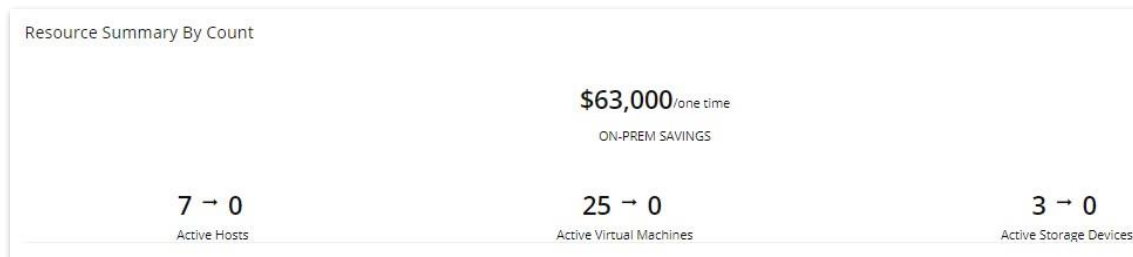 Resource Summary By Count
$63,000/one time
ON-PREM SAVINGS
7 → 0 25 → 0 3 → 0
Active Hosts Active Virtual Machines Active Storage Devices